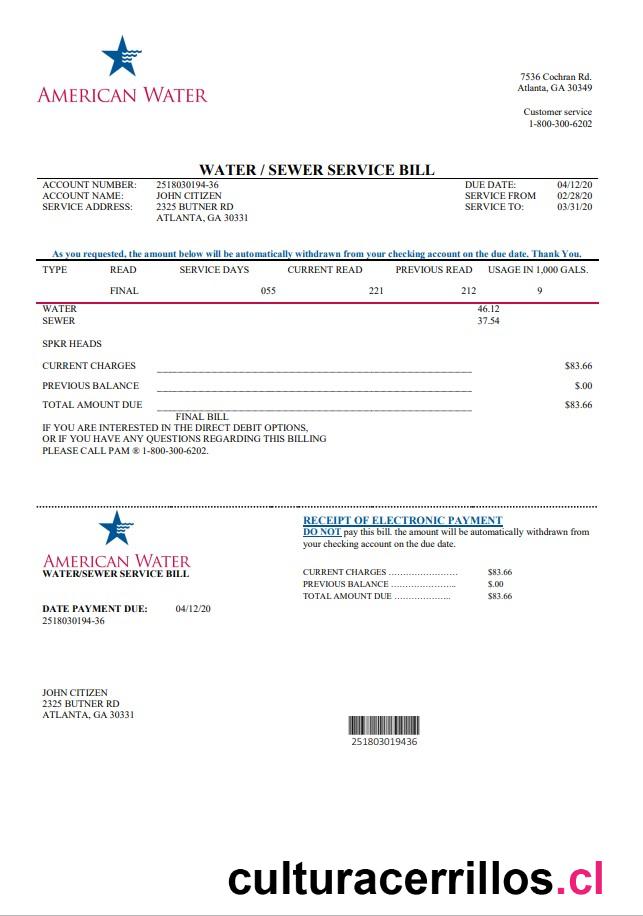 AMERICAN WATER
7536 Cochran Rd.
Atlanta, GA 30349
Customer service
1-800-300-6202
WATER / SEWER SERVICE BILL
ACCOUNT NUMBER: 2518030194-36 DUE DATE: 04/12/20
ACCOUNT NAME: JOHN CITIZEN SERVICE FROM 02/28/20
SERVICE ADDRESS: 2325 BUTNER RD SERVICE TO: 03/31/20
ATLANTA, GA 30331
As you requested, the amount below will be automatically withdrawn from your checking account on the due date. Thank You.
TYPE READ SERVICE DAYS CURRENT READ PREVIOUS READ USAGE IN 1,000 GALS.
FINAL 055 221 212 9
WATER 46.12
SEWER 37.54
SPKR HEADS
CURRENT CHARGES $83.66
PREVIOUS BALANCE $.00
TOTAL AMOUNT DUE $83.66
FINAL BILL
IF YOU ARE INTERESTED IN THE DIRECT DEBIT OPTIONS,
OR IF YOU HAVE ANY QUESTIONS REGARDING THIS BILLING
PLEASE CALL PAM ® 1-800-300-6202.
AMERICAN WATER
WATER/SEWER SERVICE BILL
DATE PAYMENT DUE: 04/12/20
2518030194-36
RECEIPT OF ELECTRONIC PAYMENT
DO NOT pay this bill. the amount will be automatically withdrawn from
your checking account on the due date.
CURRENT CHARGES ........................ $83.66
PREVIOUS BALANCE ...................... $.00
TOTAL AMOUNT DUE ................... $83.66
JOHN CITIZEN
2325 BUTNER RD
ATLANTA, GA 30331
251803019436
culturacerrillos.cl